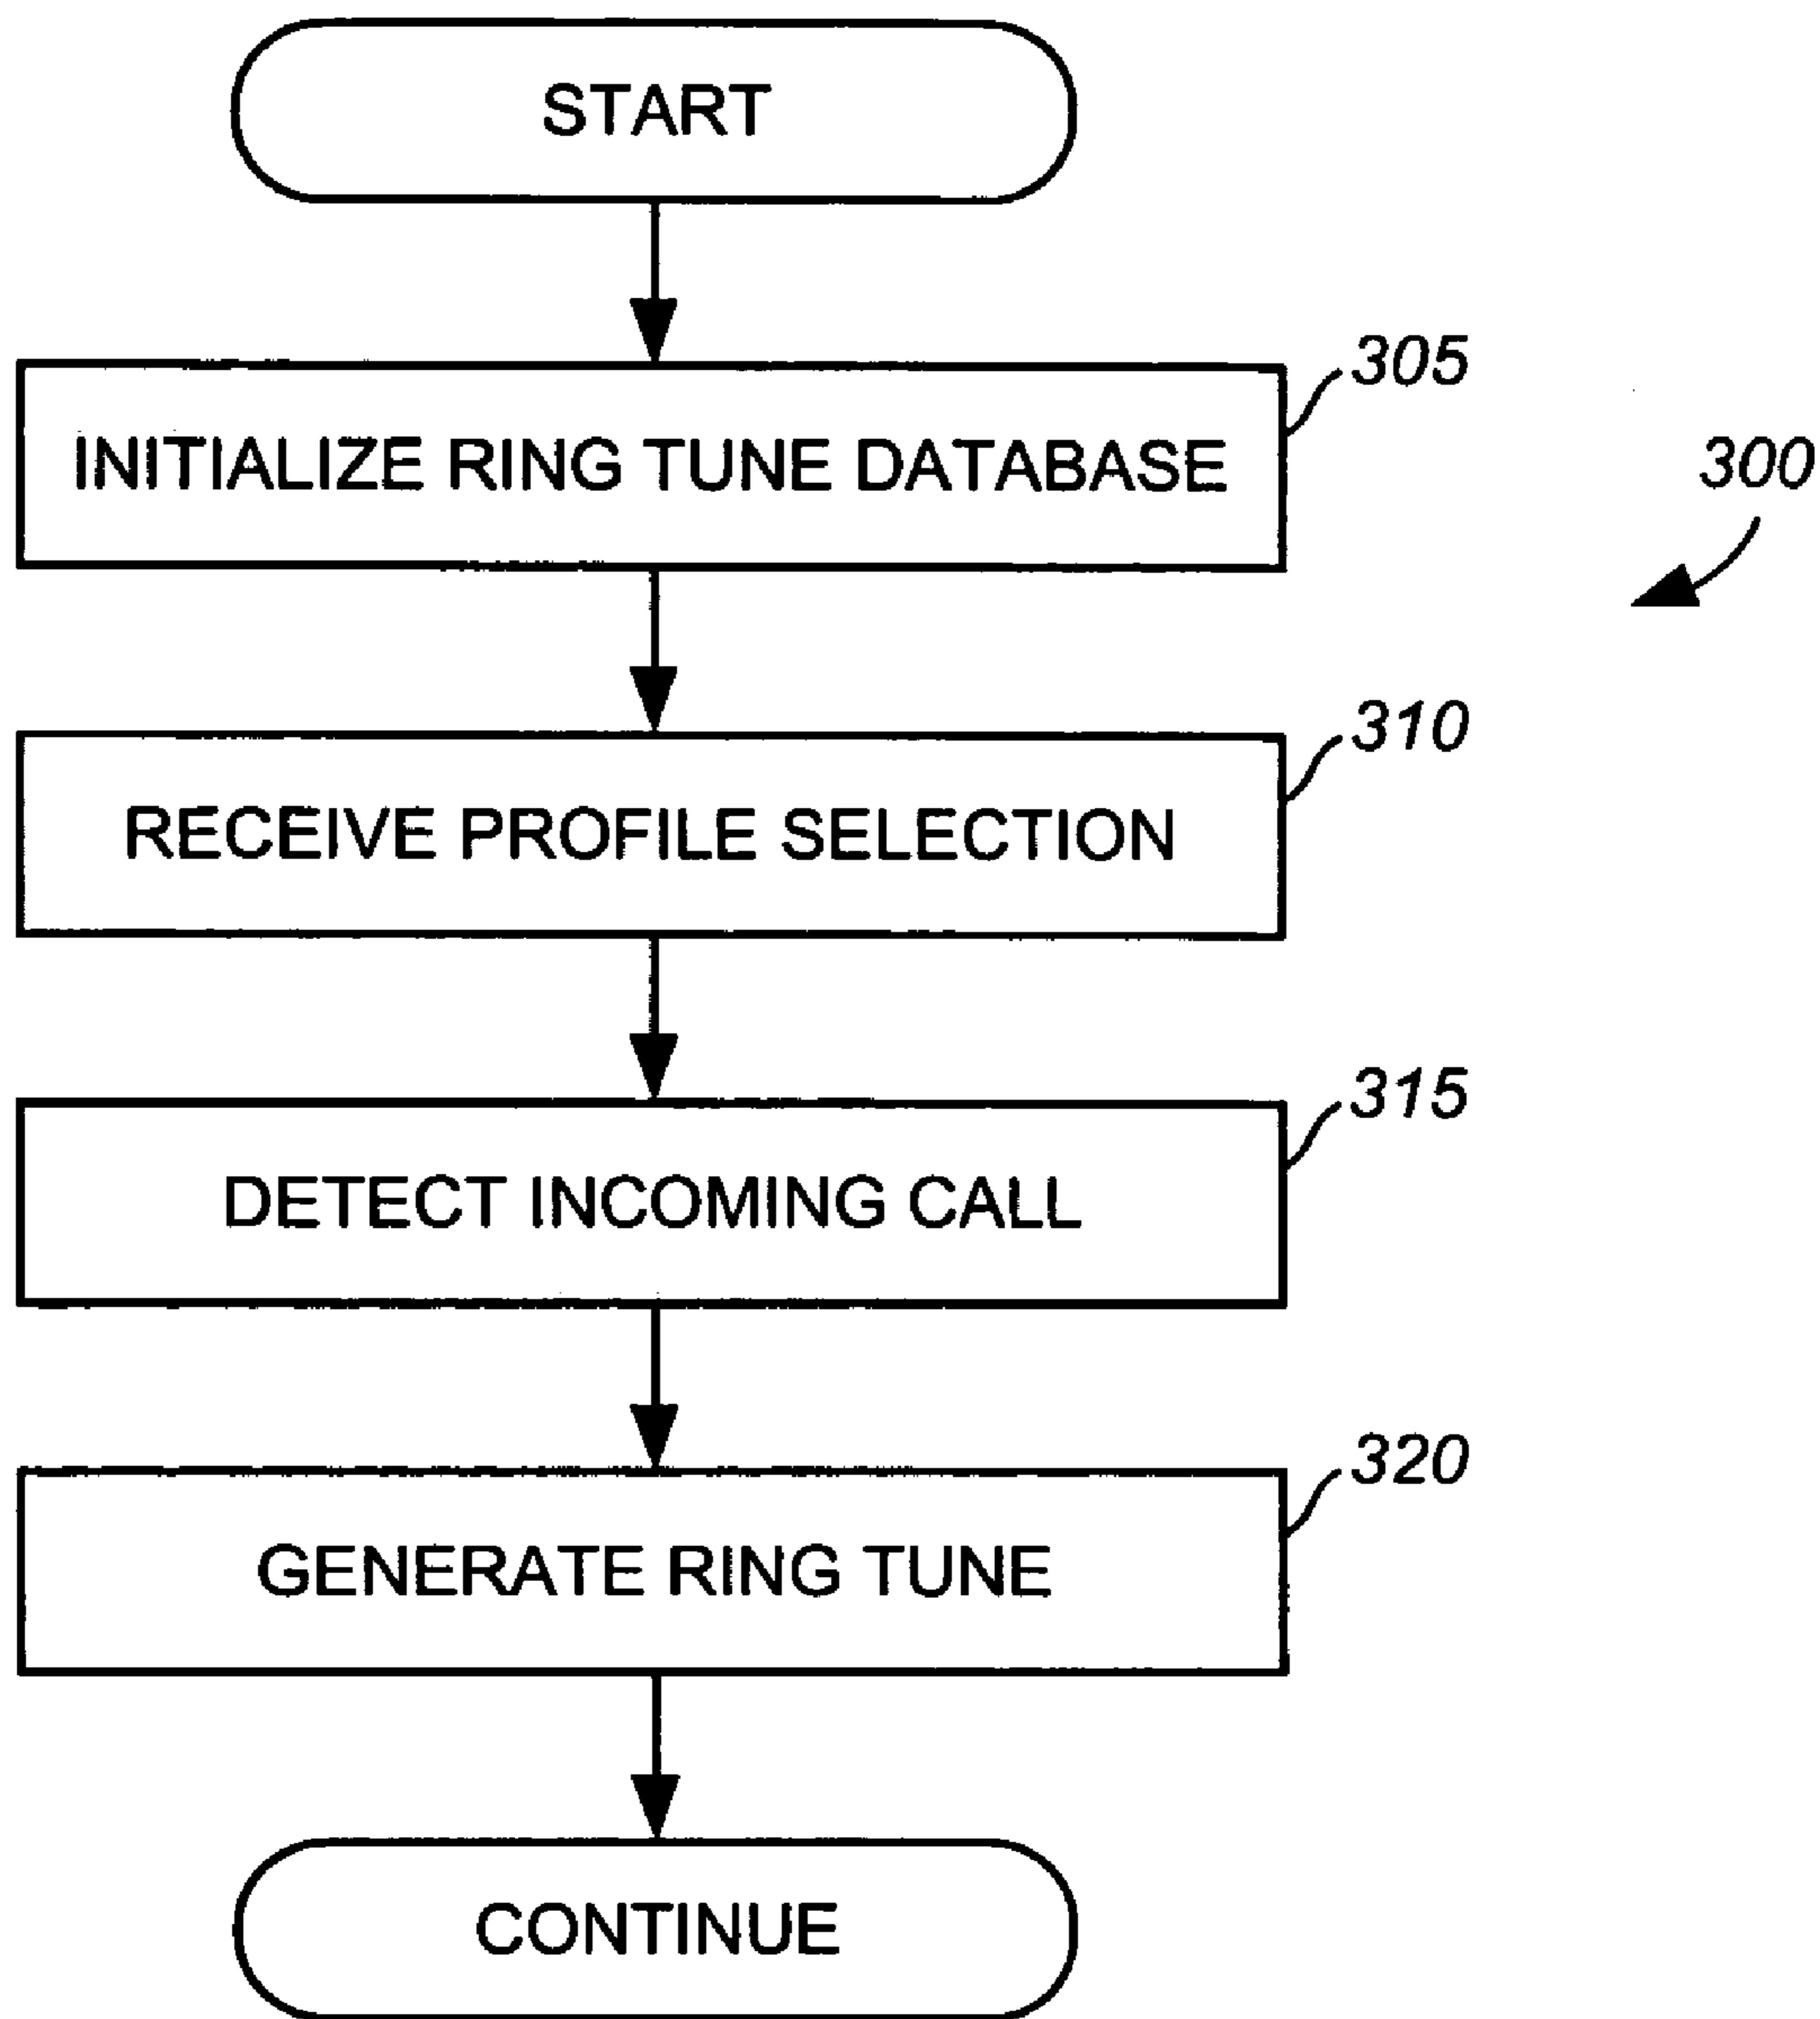 START
305
INITIALIZE RING TUNE DATABASE
300
310
RECEIVE PROFILE SELECTION
315
DETECT INCOMING CALL
320
GENERATE RING TUNE
CONTINUE